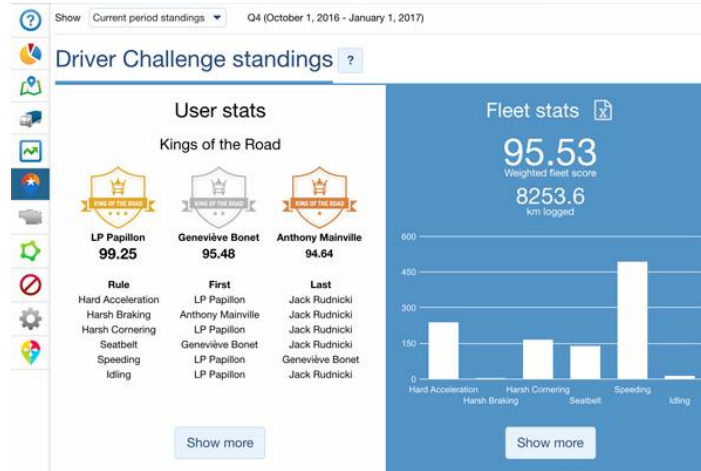 Show Current period standings Q4 (October 1, 2016 - January 1, 2017)
Driver Challenge standings ?
User stats
Kings of the Road
KING OF THE ROAD KING OF THE ROAD KING OF THE ROAD
LP Papillon Geneviève Bonet Anthony Mainville
99.25 95.48 94.64
Rule First Last
Hard Acceleration LP Papillon Jack Rudnicki
Harsh Braking Anthony Mainville Jack Rudnicki
Harsh Cornering LP Papillon Jack Rudnicki
Seatbelt Geneviève Bonet Jack Rudnicki
Speeding LP Papillon Geneviève Bonet
Idling LP Papillon Jack Rudnicki
Show more
Fleet stats X
95.53
Weighted fleet score
8253.6
km logged
600
450
300
150
0
Hard Acceleration Harsh Cornering Speeding
Harsh Braking Seatbelt Idling
Show more